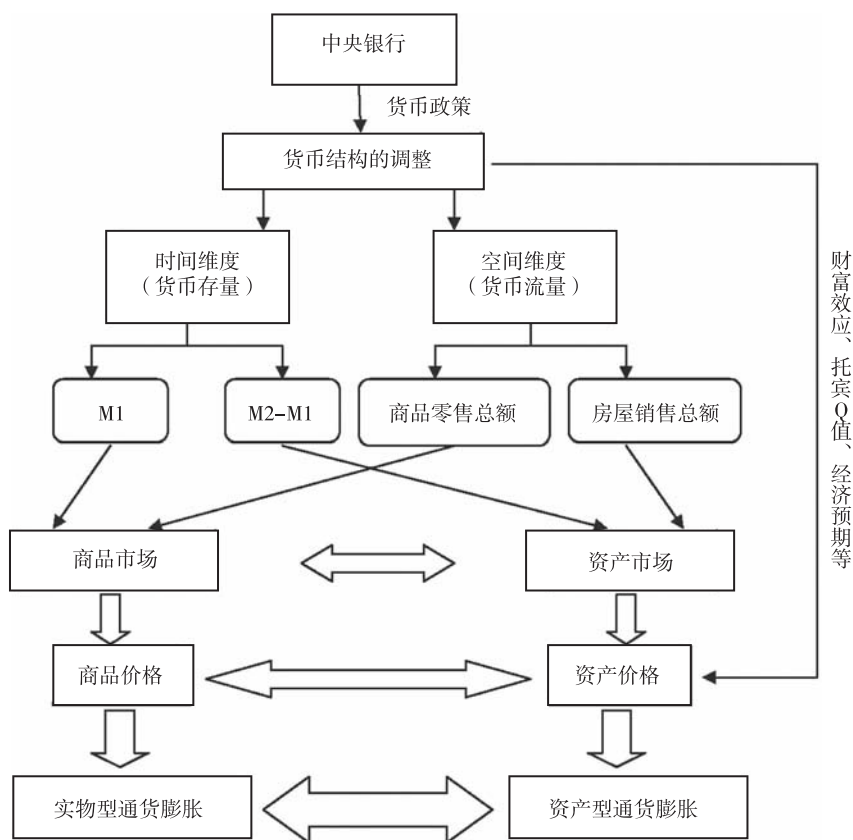 中央银行
货币政策
货币结构的调整
时间维度
（货币存量）
空间维度
（货币流量）
财富效应、托宾Q值、经济预期等
M1
M2-M1
商品零售总额
房屋销售总额
商品市场
资产市场
商品价格
资产价格
实物型通货膨胀
资产型通货膨胀